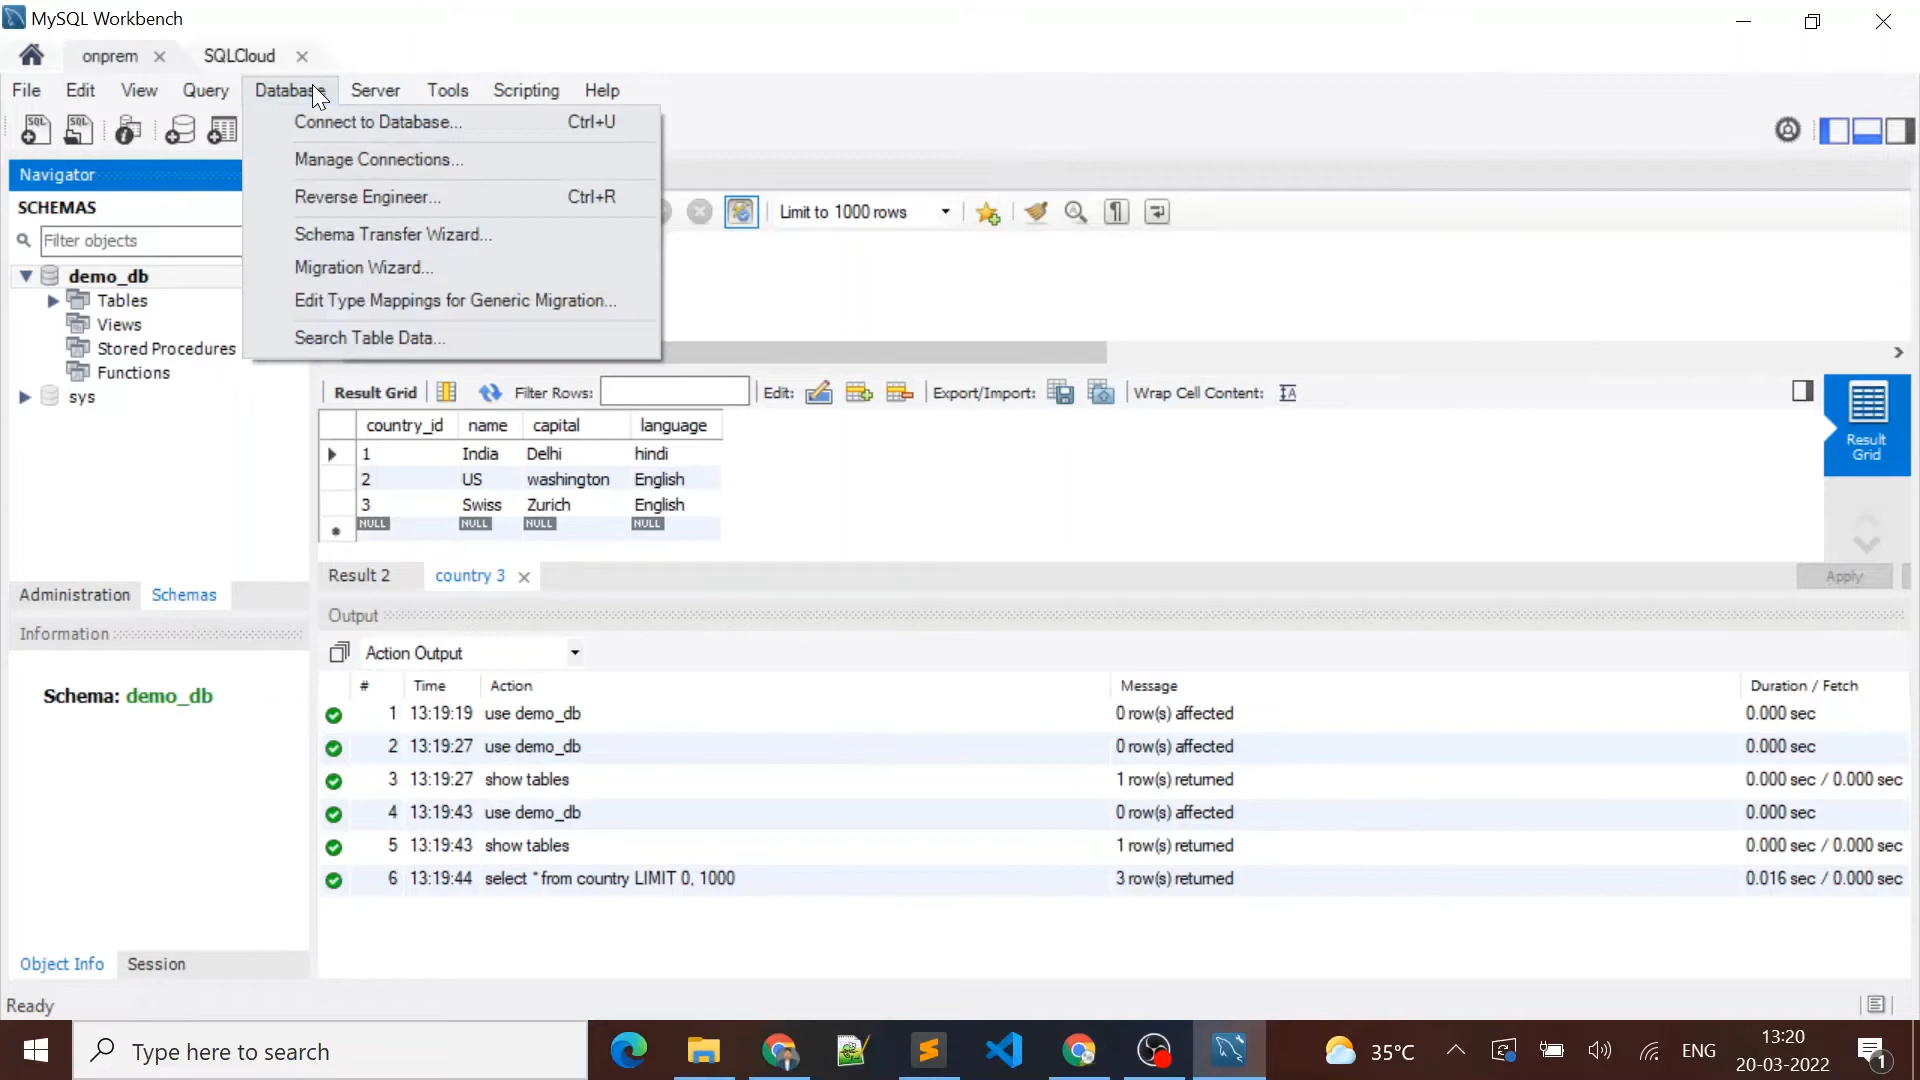 MySQL Workbench
onprem
SQLCloud
File Edit View Query Database Server Tools Scripting Help
Connect to Database... Ctrl+U
Manage Connections...
Reverse Engineer... Ctrl+R
Schema Transfer Wizard...
Migration Wizard...
Edit Type Mappings for Generic Migration...
Search Table Data...
SQL SQL
Navigator
SCHEMAS
Filter objects
demo_db
Tables
Views
Stored Procedures
Functions
sys
Limit to 1000 rows
Result Grid Filter Rows: Edit: Export/Import: Wrap Cell Content:
country_id name capital language
1 India Delhi hindi
2 US washington English
3 Swiss Zurich English
NULL NULL NULL NULL
Result Grid
Result 2 country 3 Apply
Administration Schemas
Information
Schema: demo_db
Output
Action Output
# Time Action Message Duration / Fetch
1 13:19:19 use demo_db 0 row(s) affected 0.000 sec
2 13:19:27 use demo_db 0 row(s) affected 0.000 sec
3 13:19:27 show tables 1 row(s) returned 0.000 sec / 0.000 sec
4 13:19:43 use demo_db 0 row(s) affected 0.000 sec
5 13:19:43 show tables 1 row(s) returned 0.000 sec / 0.000 sec
6 13:19:44 select * from country LIMIT 0, 1000 3 row(s) returned 0.016 sec / 0.000 sec
Object Info Session
Ready
Type here to search
35°C
ENG
13:20
20-03-2022
1